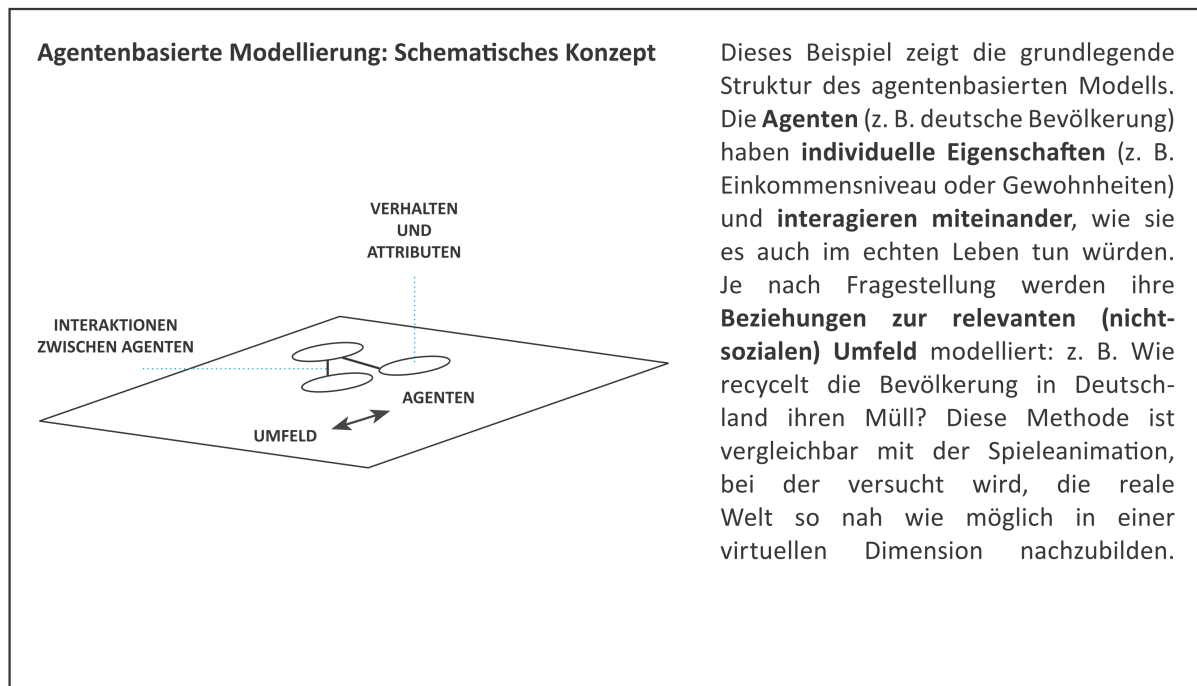 Agentenbasierte Modellierung: Schematisches Konzept
VERHALTEN
UND
ATTRIBUTEN
INTERAKTIONEN
ZWISCHEN AGENTEN
AGENTEN
UMFELD
Dieses Beispiel zeigt die grundlegende
Struktur des agentenbasierten Modells.
Die Agenten (z. B. deutsche Bevölkerung)
haben individuelle Eigenschaften (z. B.
Einkommensniveau oder Gewohnheiten)
und interagieren miteinander, wie sie
es auch im echten Leben tun würden.
Je nach Fragestellung werden ihre
Beziehungen zur relevanten (nicht-
sozialen) Umfeld modelliert: z. B. Wie
recycelt die Bevölkerung in Deutsch-
land ihren Müll? Diese Methode ist
vergleichbar mit der Spieleanimation,
bei der versucht wird, die reale
Welt so nah wie möglich in einer
virtuellen Dimension nachzubilden.